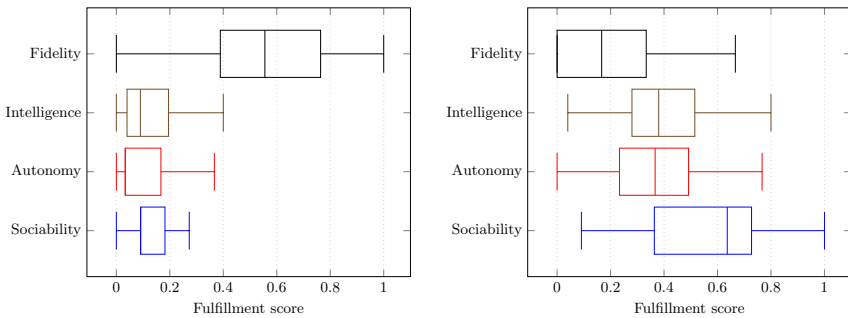 Fidelity
Intelligence
Autonomy
Sociability
0 0.2 0.4 0.6 0.8 1
Fulfillment score
Fidelity
Intelligence
Autonomy
Sociability
0 0.2 0.4 0.6 0.8 1
Fulfillment score